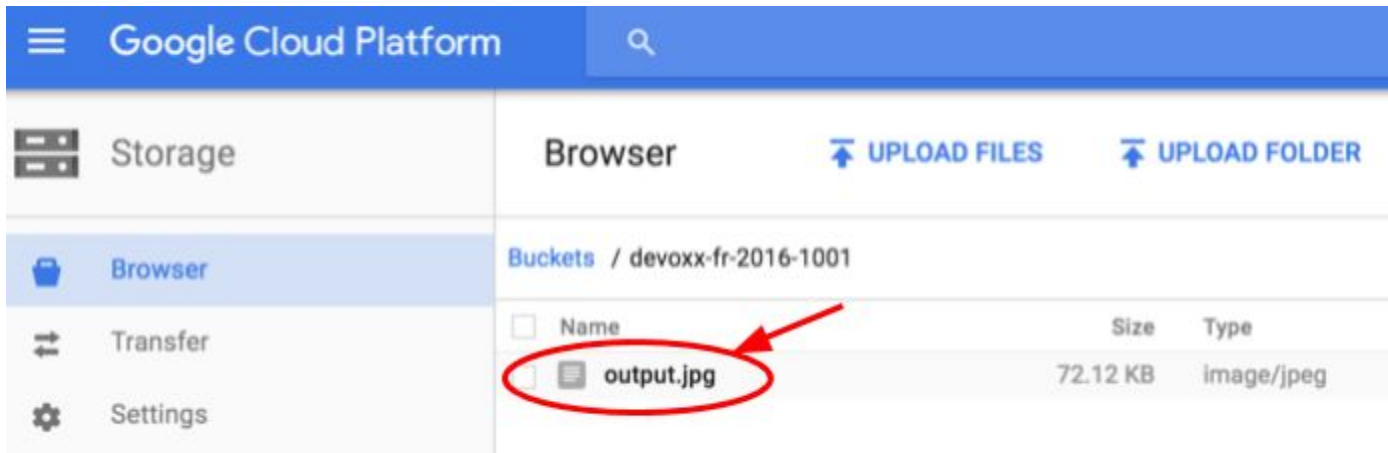 Google Cloud Platform
Storage
Browser
UPLOAD FILES
UPLOAD FOLDER
Browser
Transfer
Settings
Buckets / devoxx-fr-2016-1001
Name Size Type
output.jpg 72.12 KB image/jpeg